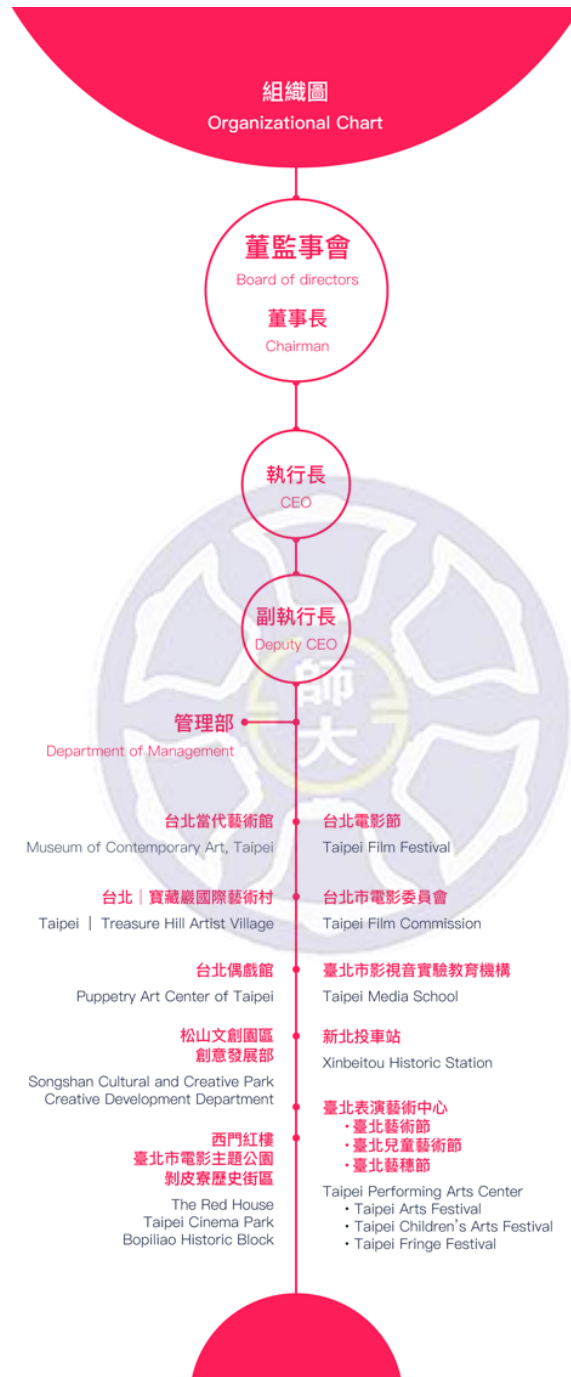 組織圖
Organizational Chart
董監事會
Board of directors
董事長
Chairman
執行長
CEO
副執行長
Deputy CEO
師
大
管理部
Department of Management
台北當代藝術館
Museum of Contemporary Art, Taipei
台北電影節
Taipei Film Festival
台北｜寶藏巖國際藝術村
Taipei ｜ Treasure Hill Artist Village
台北市電影委員會
Taipei Film Commission
台北偶戲館
Puppetry Art Center of Taipei
臺北市影視音實驗教育機構
Taipei Media School
松山文創園區
創意發展部
Songshan Cultural and Creative Park
Creative Development Department
新北投車站
Xinbeitou Historic Station
西門紅樓
臺北市電影主題公園
剝皮寮歷史街區
The Red House
Taipei Cinema Park
Bopiliao Historic Block
臺北表演藝術中心
・臺北藝術節
・臺北兒童藝術節
・臺北藝穗節
Taipei Performing Arts Center
・Taipei Arts Festival
・Taipei Children's Arts Festival
・Taipei Fringe Festival